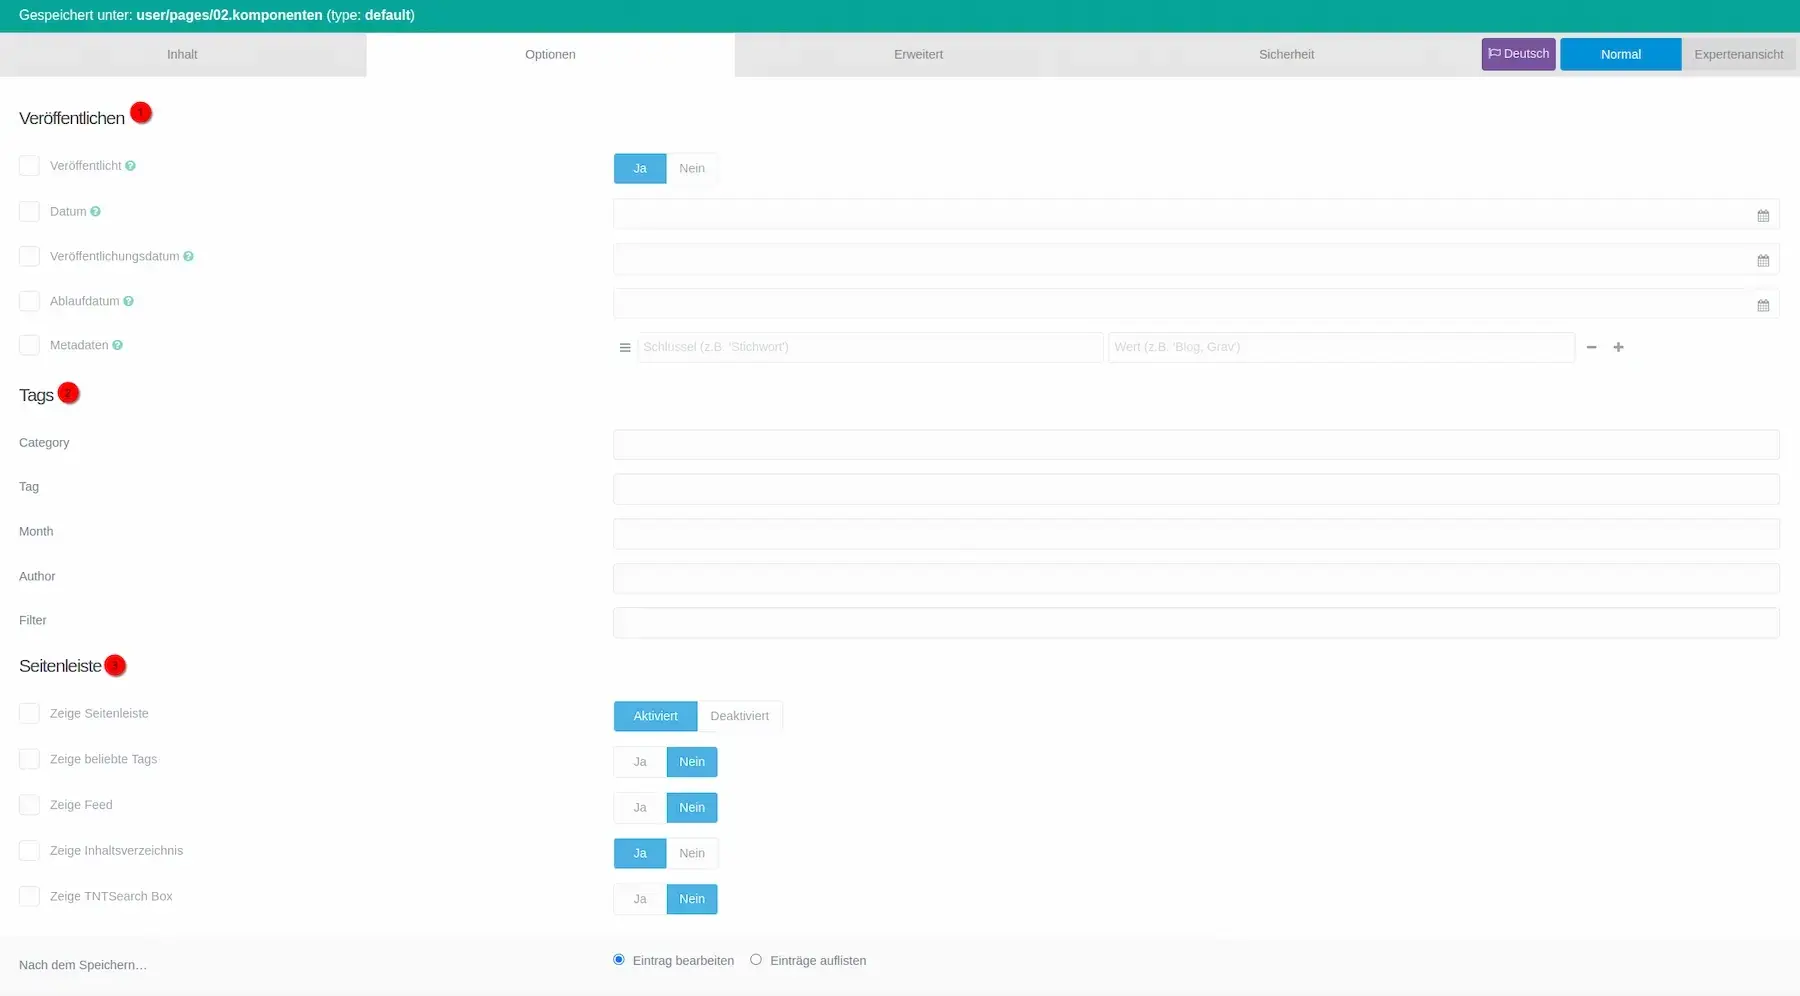 Gespeichert unter: user/pages/02.komponenten (type: default)
Inhalt Optionen Erweitert Sicherheit Deutsch Normal Expertenansicht
Veröffentlichen 1
Veröffentlicht ? Ja Nein
Datum ?
Veröffentlichungsdatum ?
Ablaufdatum ?
Metadaten ? Schlüssel (z.B. 'Stichwort') Wert (z.B. 'Blog, Grav')
Tags 2
Category
Tag
Month
Author
Filter
Seitenleiste 3
Zeige Seitenleiste Aktiviert Deaktiviert
Zeige beliebte Tags Ja Nein
Zeige Feed Ja Nein
Zeige Inhaltsverzeichnis Ja Nein
Zeige TNTSearch Box Ja Nein
Nach dem Speichern… Eintrag bearbeiten Einträge auflisten